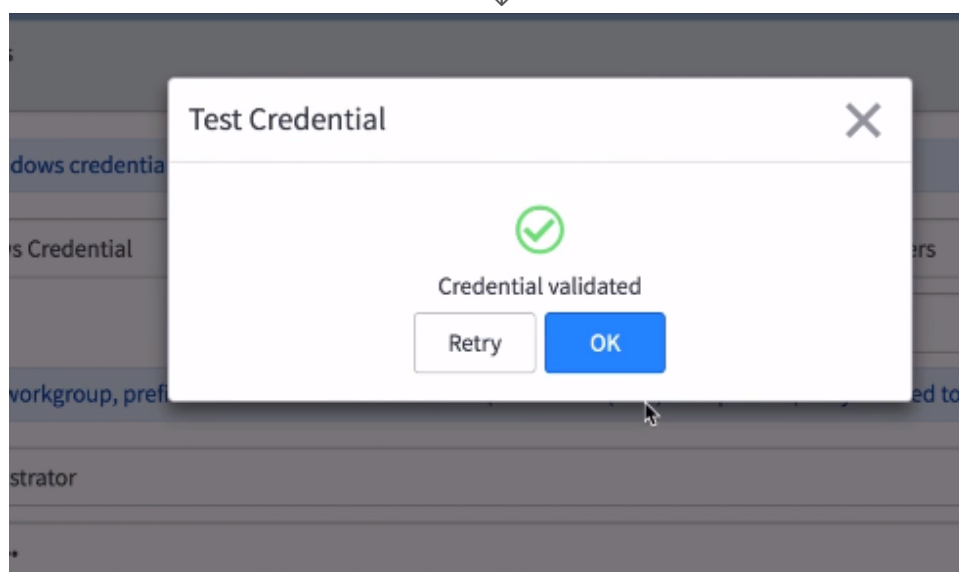 s
Test Credential
dows credentia
s Credential
ers
Credential validated
Retry
OK
workgroup, prefi
ed to
strator